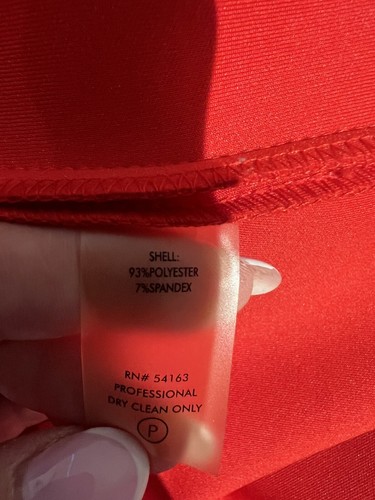 SHELL:
93%POLYESTER
7%SPANDEX
RN# 54163
PROFESSIONAL
DRY CLEAN ONLY
P